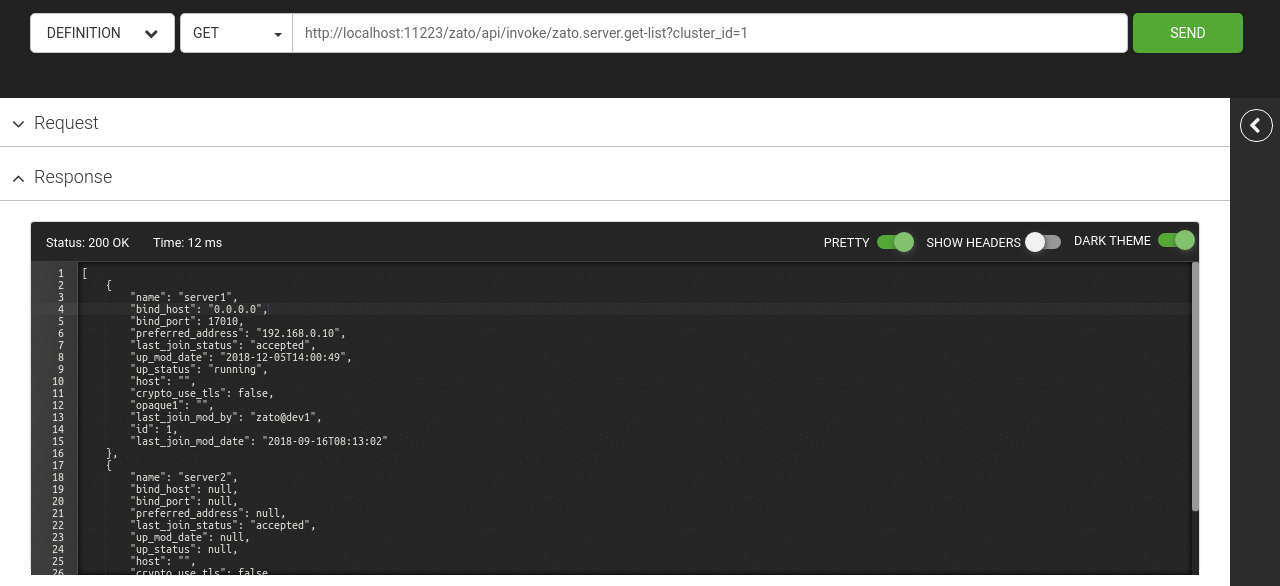 DEFINITION GET http://localhost:11223/zato/api/invoke/zato.server.get-list?cluster_id=1 SEND
Request
Response
Status: 200 OK Time: 12 ms PRETTY SHOW HEADERS DARK THEME
1 [
2 {
3 "name": "server1",
4 "bind_host": "0.0.0.0",
5 "bind_port": 17010,
6 "preferred_address": "192.168.0.10",
7 "last_join_status": "accepted",
8 "up_mod_date": "2018-12-05T14:00:49",
9 "up_status": "running",
10 "host": "",
11 "crypto_use_tls": false,
12 "opaque1": "",
13 "last_join_mod_by": "zato@dev1",
14 "id": 1,
15 "last_join_mod_date": "2018-09-16T08:13:02"
16 },
17 {
18 "name": "server2",
19 "bind_host": null,
20 "bind_port": null,
21 "preferred_address": null,
22 "last_join_status": "accepted",
23 "up_mod_date": null,
24 "up_status": null,
25 "host": "",
26 "crypto_use_tls": false